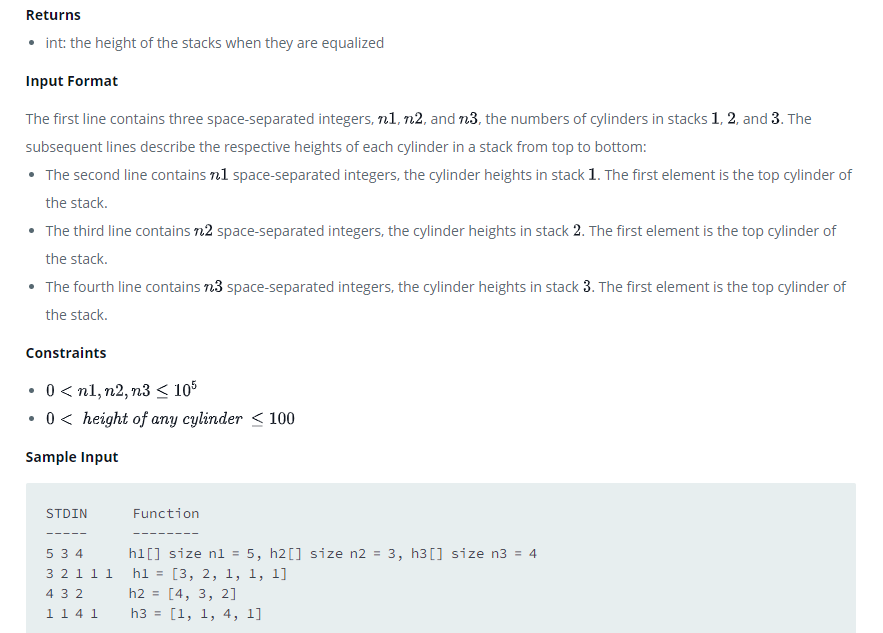 Returns
• int: the height of the stacks when they are equalized
Input Format
The first line contains three space-separated integers, n1, n2, and n3, the numbers of cylinders in stacks 1, 2, and 3. The
subsequent lines describe the respective heights of each cylinder in a stack from top to bottom:
• The second line contains n1 space-separated integers, the cylinder heights in stack 1. The first element is the top cylinder of
the stack.
• The third line contains n2 space-separated integers, the cylinder heights in stack 2. The first element is the top cylinder of
the stack.
• The fourth line contains n3 space-separated integers, the cylinder heights in stack 3. The first element is the top cylinder of
the stack.
Constraints
• 0 < n1, n2, n3 ≤ 10⁵
• 0 < height of any cylinder ≤ 100
Sample Input
STDIN      Function
-----      --------
5 3 4      h1[] size n1 = 5, h2[] size n2 = 3, h3[] size n3 = 4
3 2 1 1 1  h1 = [3, 2, 1, 1, 1]
4 3 2      h2 = [4, 3, 2]
1 1 4 1    h3 = [1, 1, 4, 1]